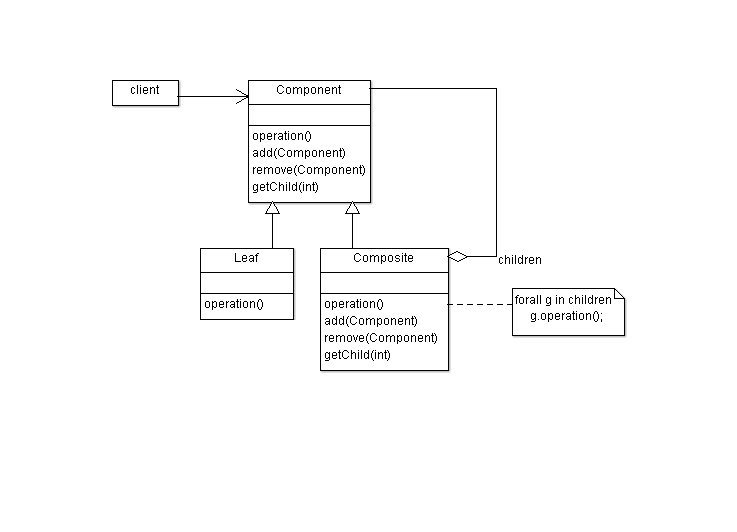 client
Component
operation()
add(Component)
remove(Component)
getChild(int)
Leaf
operation()
Composite
operation()
add(Component)
remove(Component)
getChild(int)
children
forall g in children
g.operation();